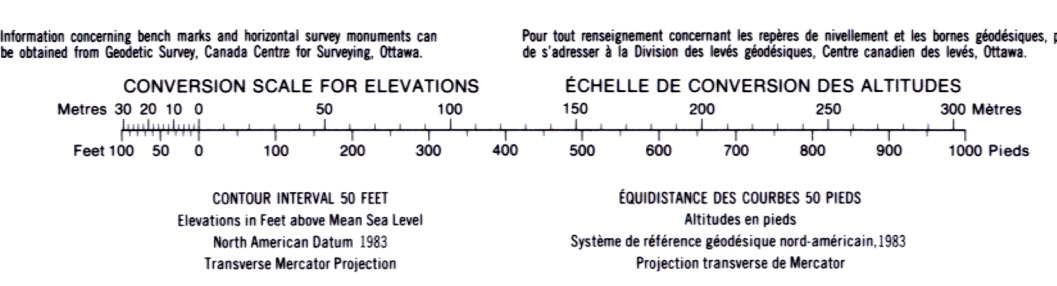 Information concerning bench marks and horizontal survey monuments can
be obtained from Geodetic Survey, Canada Centre for Surveying, Ottawa.
Pour tout renseignement concernant les repères de nivellement et les bornes géodésiques,
de s'adresser à la Division des levés géodésiques, Centre canadien des levés, Ottawa.
CONVERSION SCALE FOR ELEVATIONS ÉCHELLE DE CONVERSION DES ALTITUDES
Metres 30 20 10 0 50 100 150 200 250 300 Mètres
Feet 100 50 0 100 200 300 400 500 600 700 800 900 1000 Pieds
CONTOUR INTERVAL 50 FEET
Elevations in Feet above Mean Sea Level
North American Datum 1983
Transverse Mercator Projection
ÉQUIDISTANCE DES COURBES 50 PIEDS
Altitudes en pieds
Système de référence géodésique nord-américain, 1983
Projection transverse de Mercator